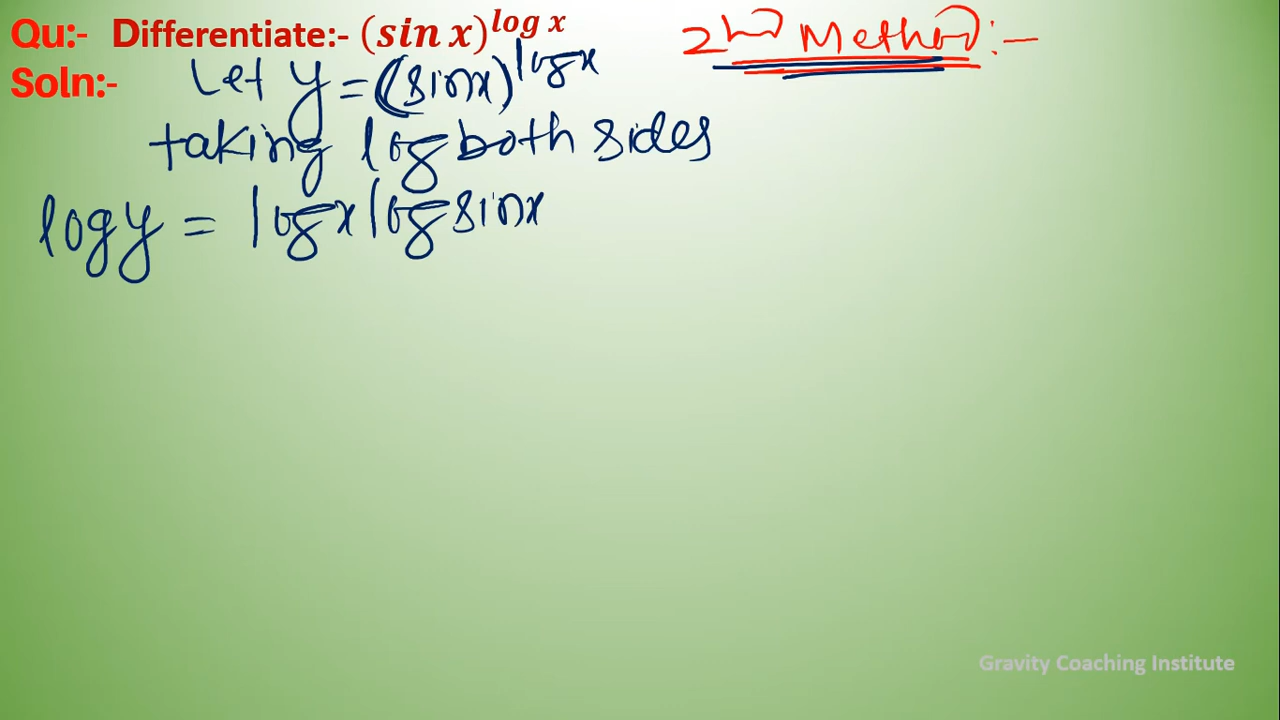 Qu:- Differentiate:- (sin x)^log x
2nd Method:-
Soln:- Let y = (sinx)^logx
taking log both sides
logy = logx log sinx
Gravity Coaching Institute